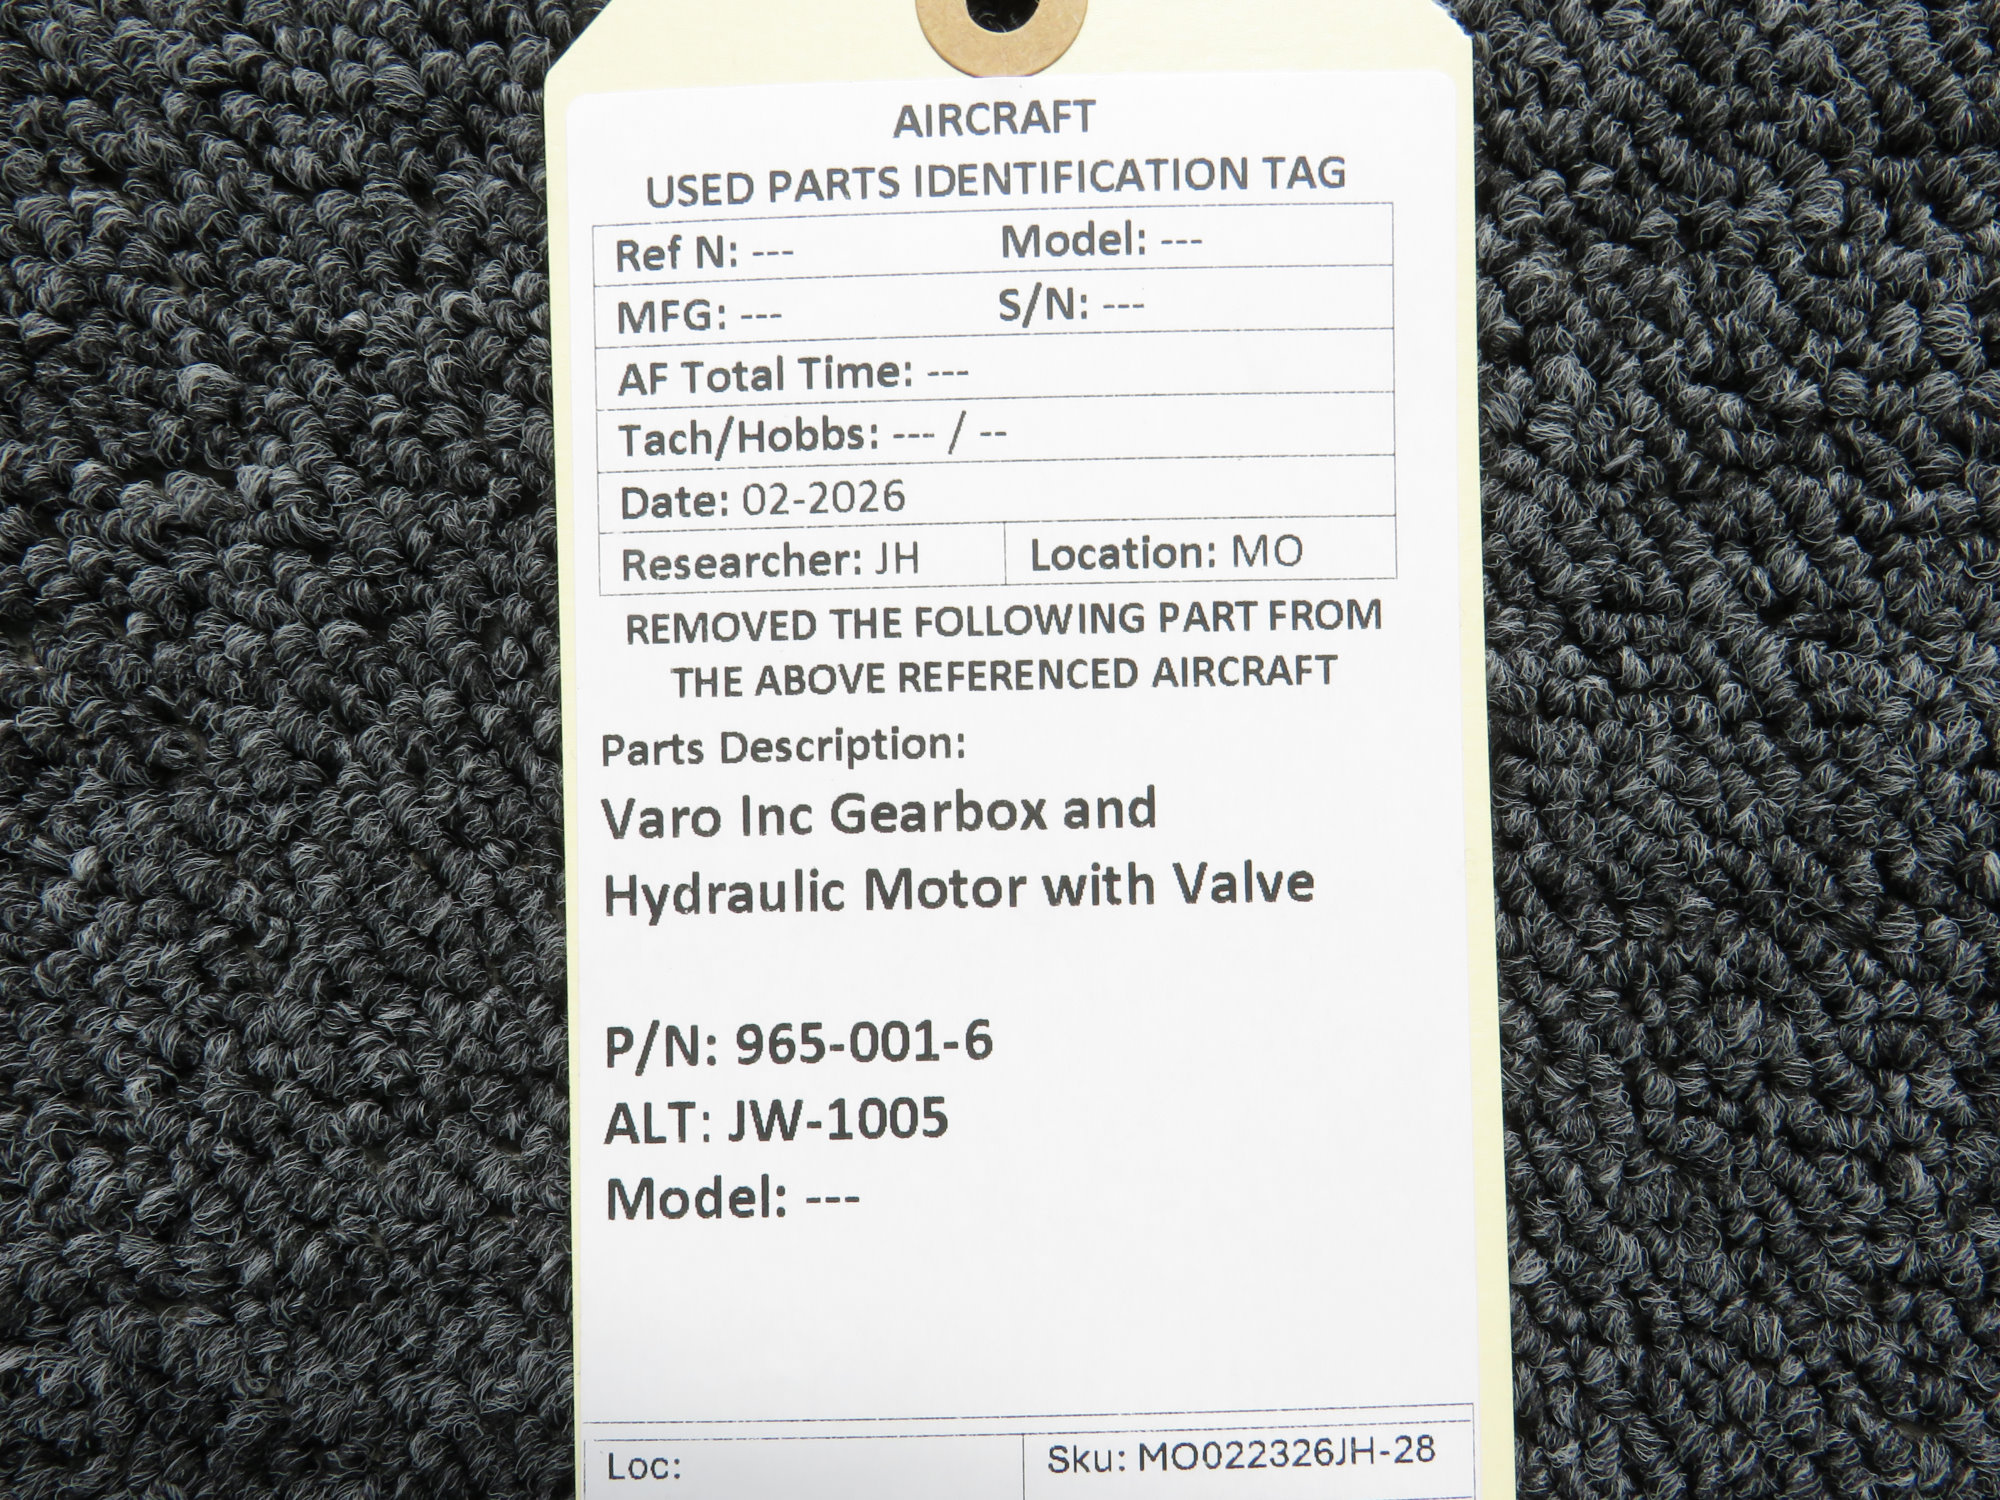 AIRCRAFT
USED PARTS IDENTIFICATION TAG
Ref N: --- Model: ---
MFG: --- S/N: ---
AF Total Time: ---
Tach/Hobbs: --- / --
Date: 02-2026
Researcher: JH Location: MO
REMOVED THE FOLLOWING PART FROM
THE ABOVE REFERENCED AIRCRAFT
Parts Description:
Varo Inc Gearbox and
Hydraulic Motor with Valve
P/N: 965-001-6
ALT: JW-1005
Model: ---
Loc: Sku: MO022326JH-28